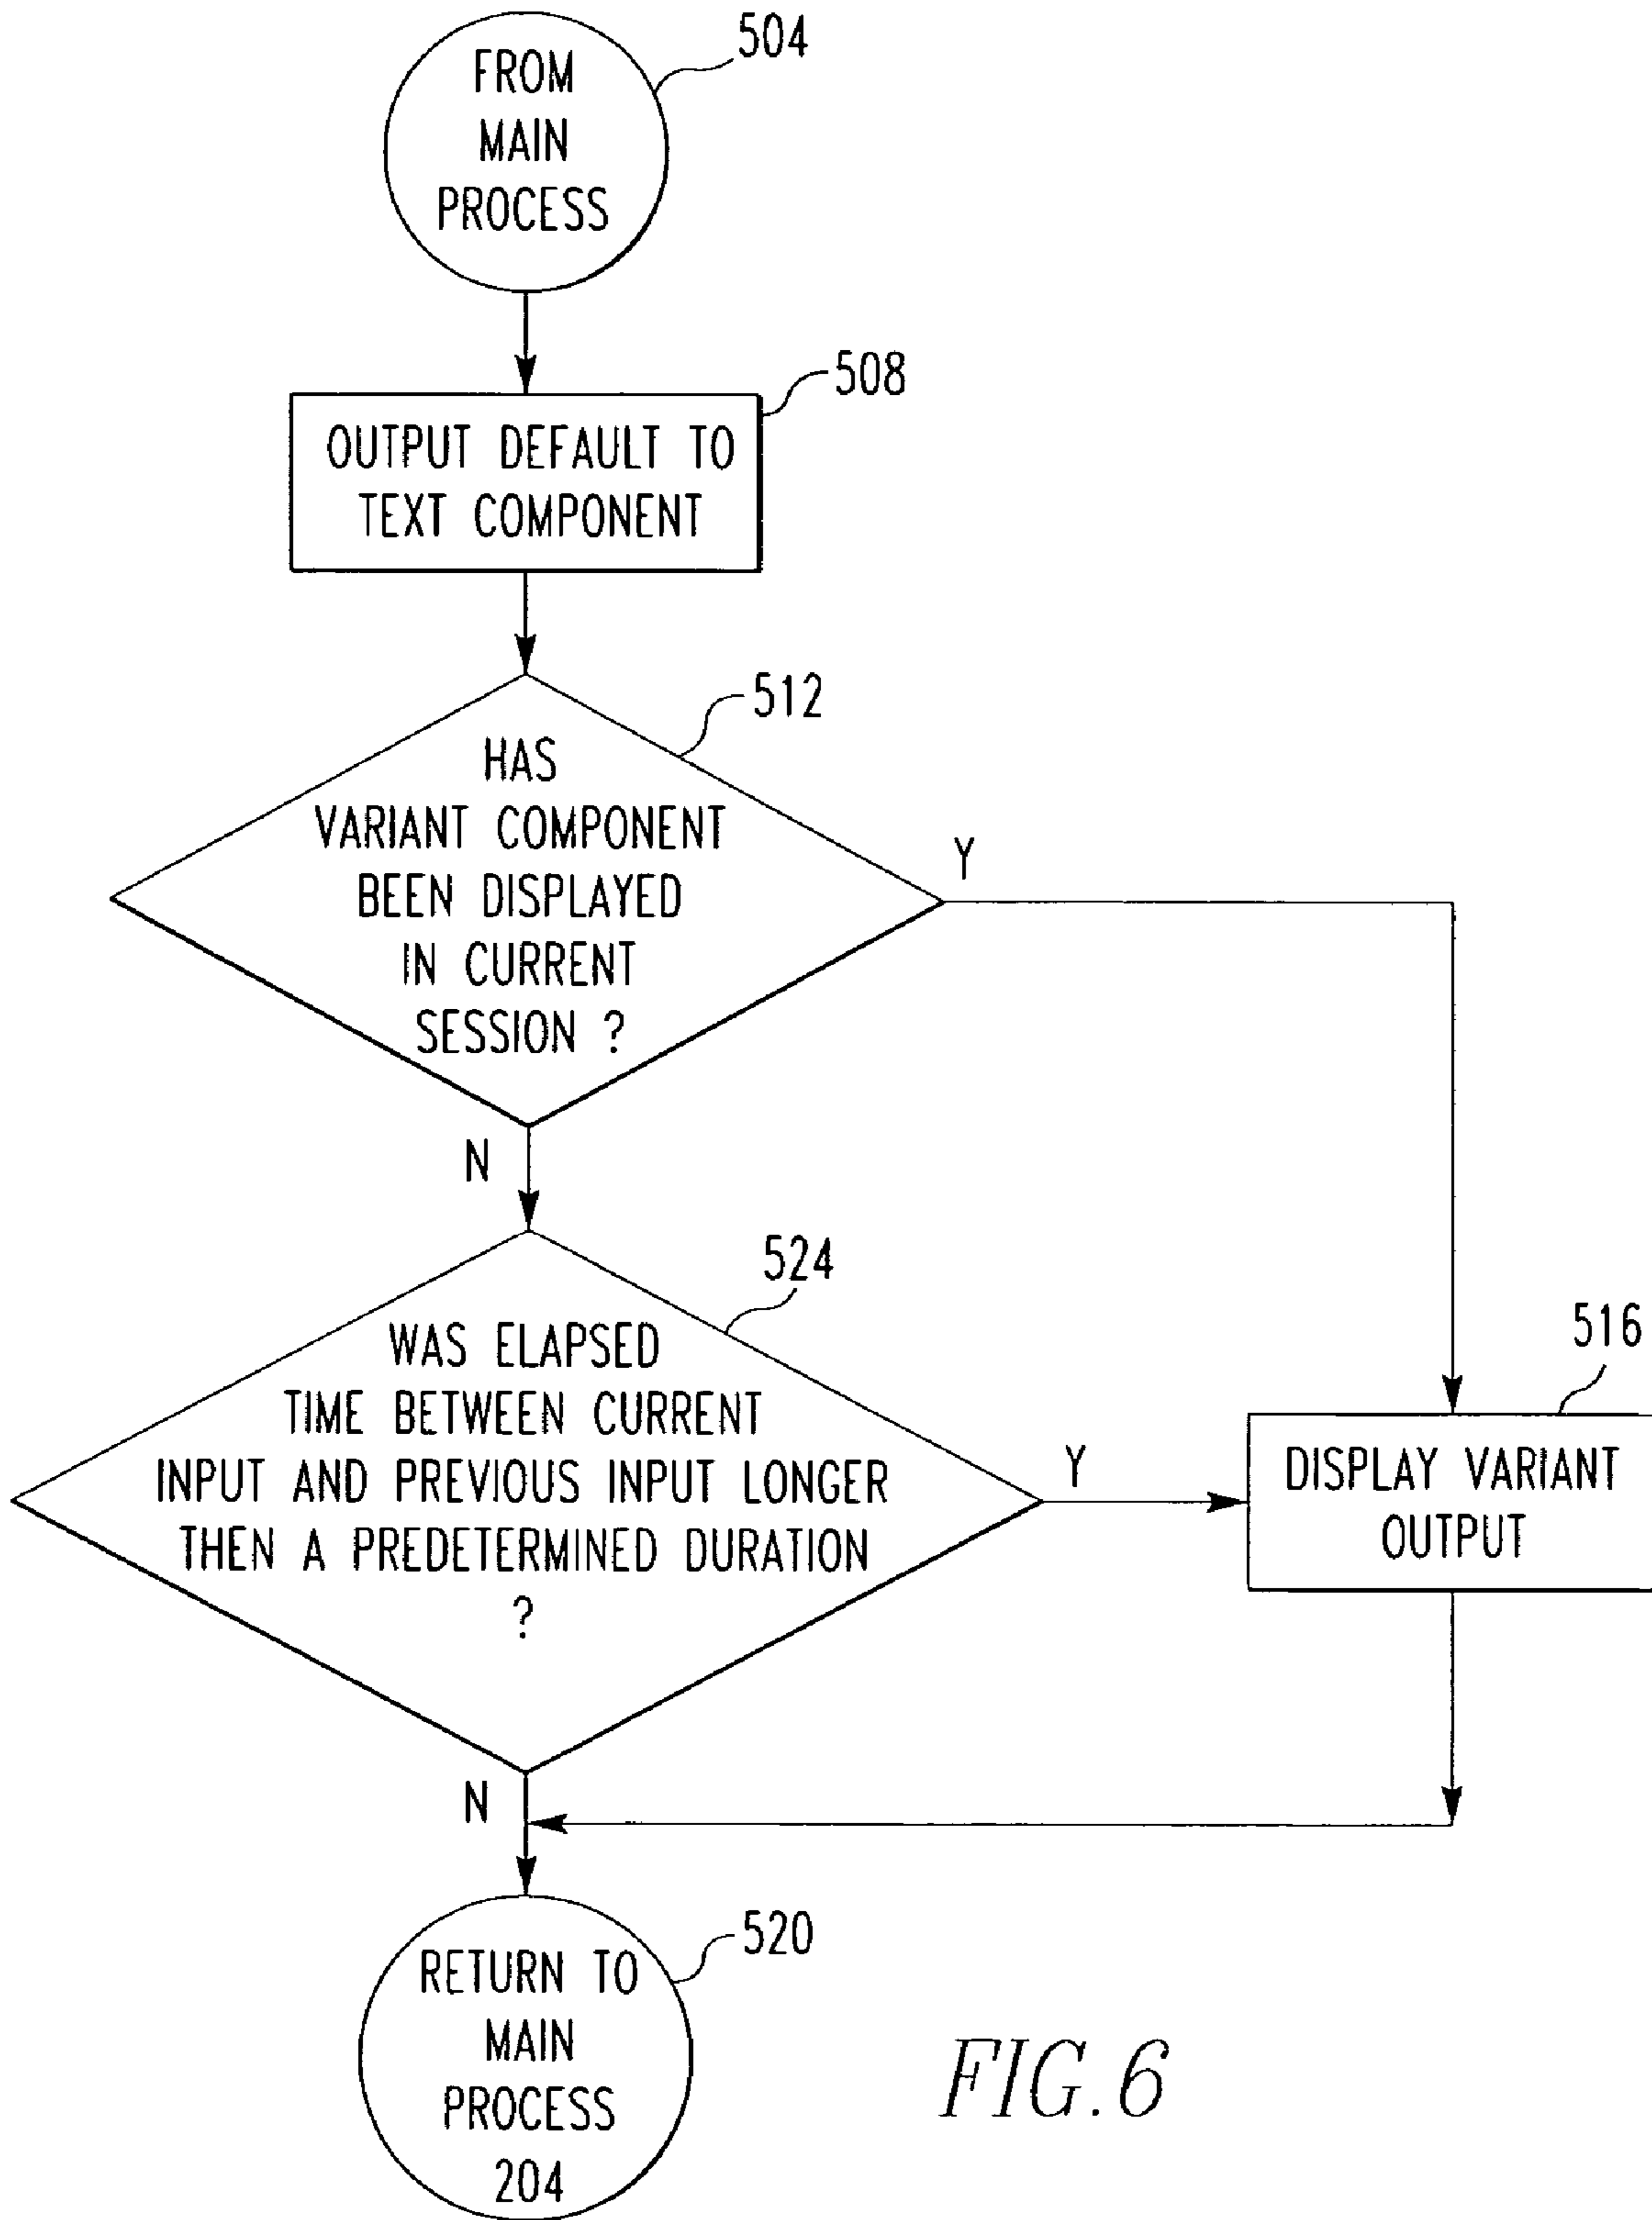 504
FROM
MAIN
PROCESS
508
OUTPUT DEFAULT TO
TEXT COMPONENT
512
HAS
VARIANT COMPONENT
BEEN DISPLAYED
IN CURRENT
SESSION ?
Y
N
524
WAS ELAPSED
TIME BETWEEN CURRENT
INPUT AND PREVIOUS INPUT LONGER
THEN A PREDETERMINED DURATION
?
Y
516
DISPLAY VARIANT
OUTPUT
N
520
RETURN TO
MAIN
PROCESS
204
FIG. 6